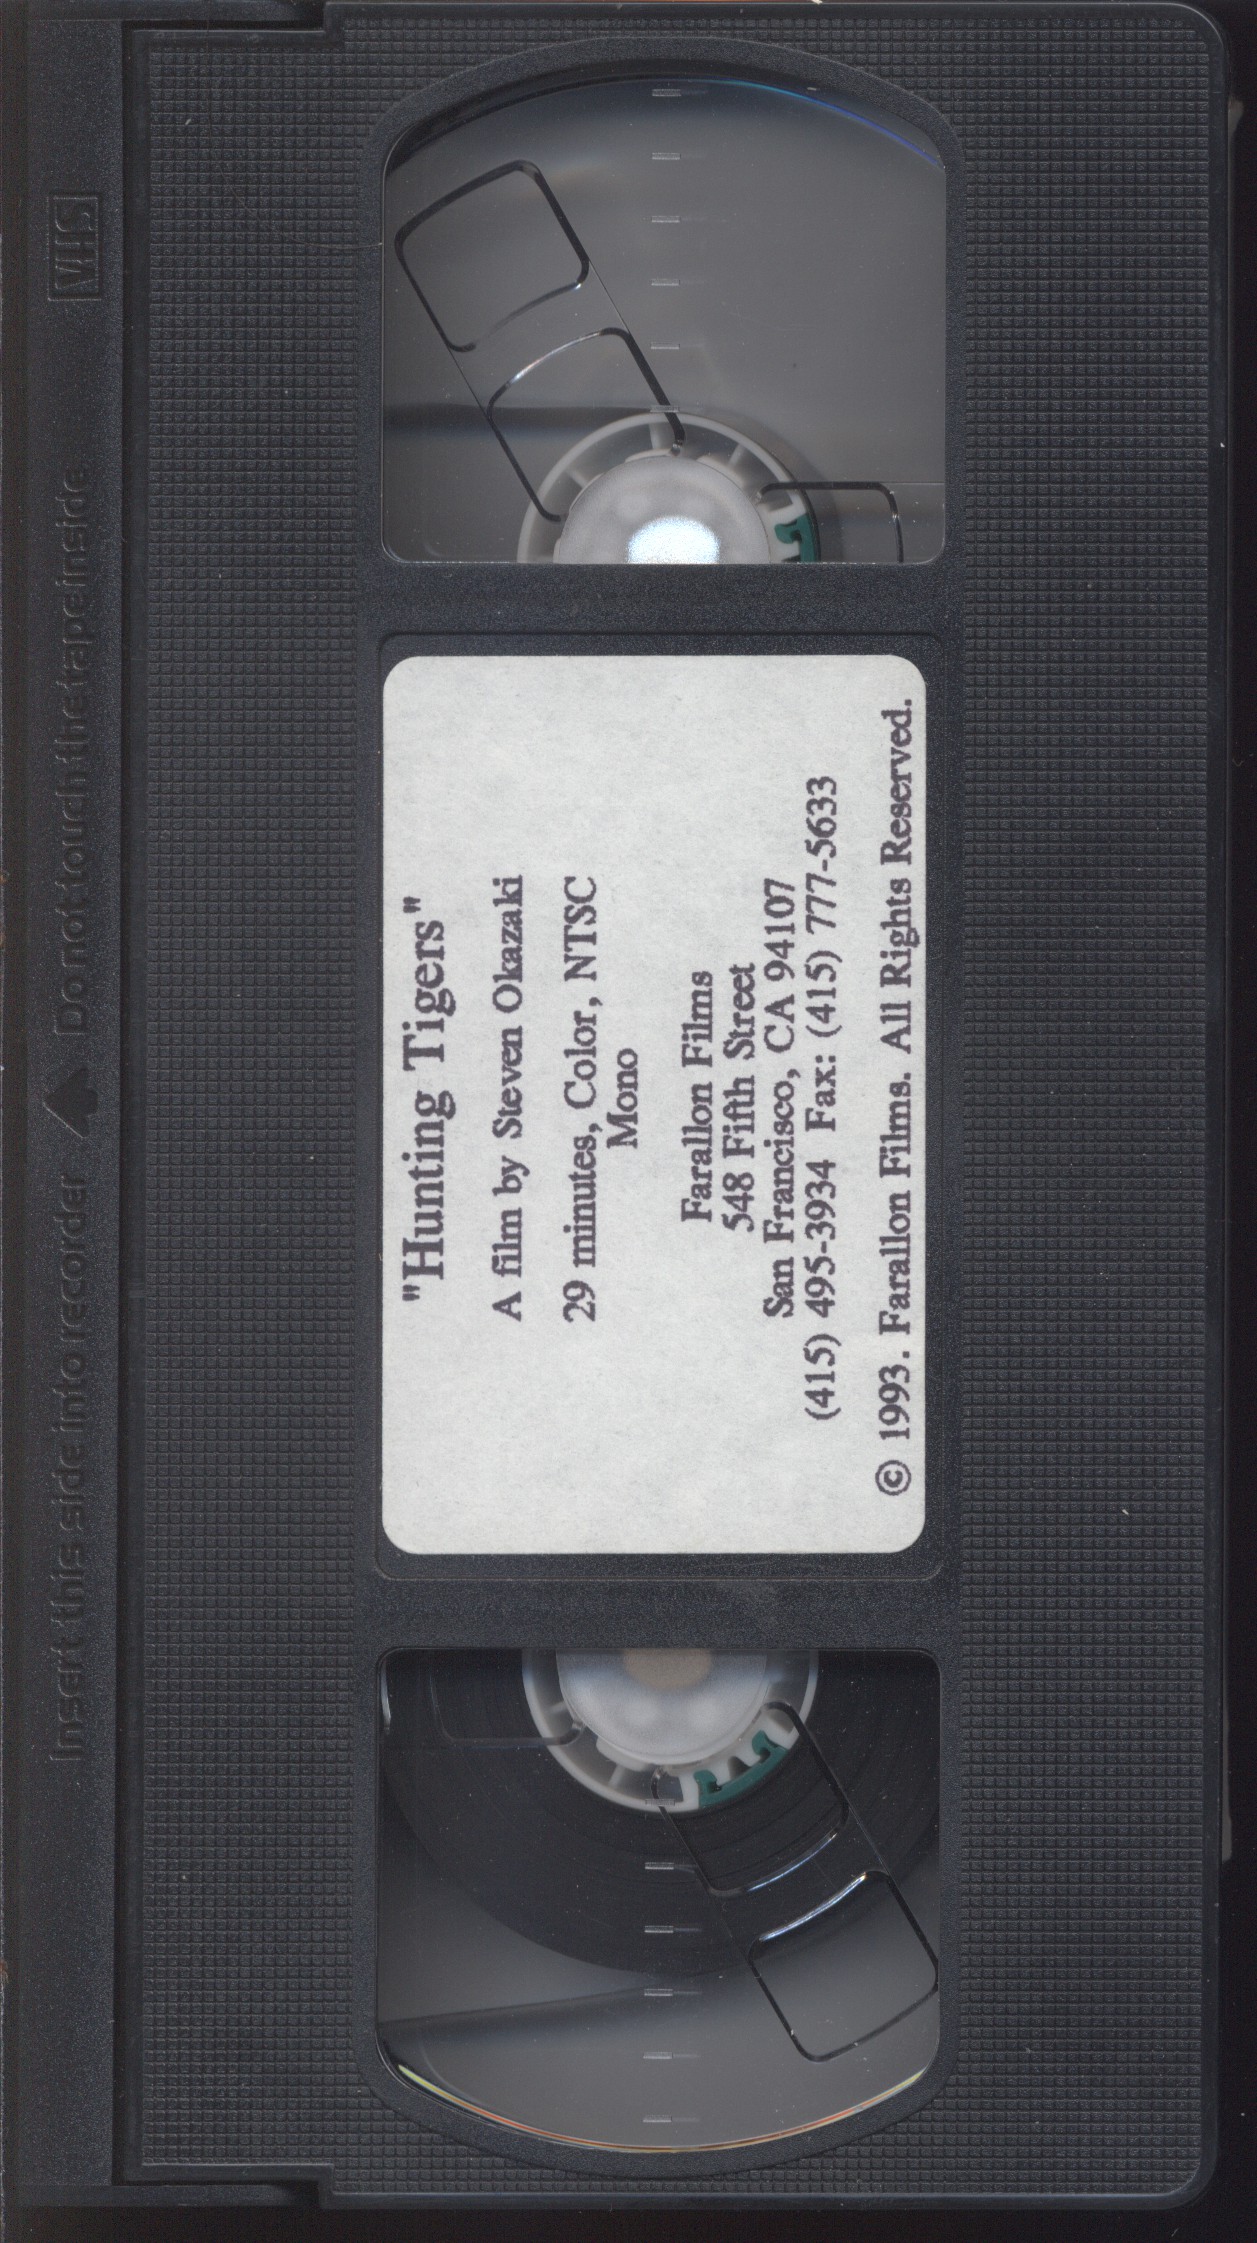 VHS
Insert this side into recorder
Do not touch the tape inside
"Hunting Tigers"
A film by Steven Okazaki
29 minutes, Color, NTSC
Mono
Farallon Films
548 Fifth Street
San Francisco, CA 94107
(415) 495-3934 Fax: (415) 777-5633
© 1993. Farallon Films. All Rights Reserved.